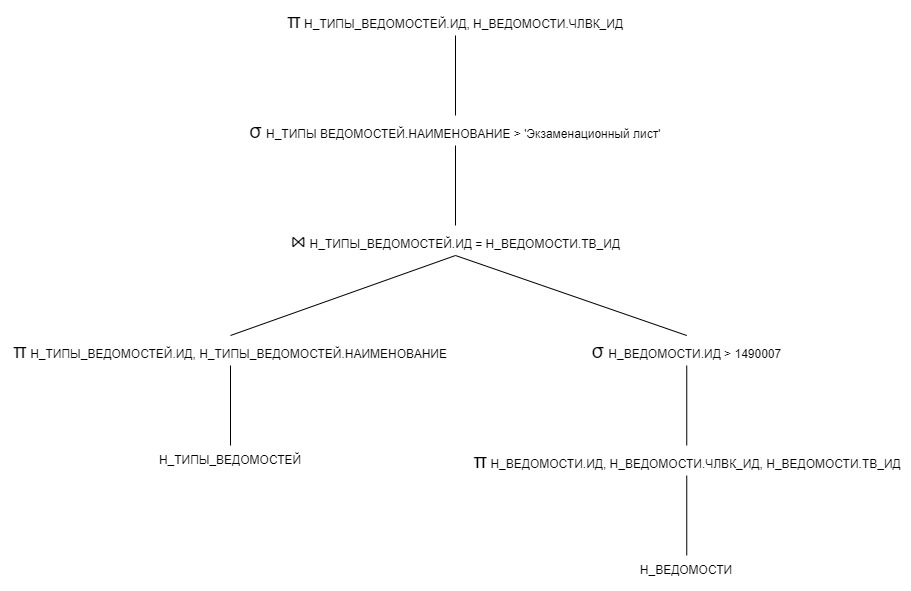 π Н_ТИПЫ_ВЕДОМОСТЕЙ.ИД, Н_ВЕДОМОСТИ.ЧЛВК_ИД
σ Н_ТИПЫ ВЕДОМОСТЕЙ.НАИМЕНОВАНИЕ > 'Экзаменационный лист'
⋈ Н_ТИПЫ_ВЕДОМОСТЕЙ.ИД = Н_ВЕДОМОСТИ.ТВ_ИД
π Н_ТИПЫ_ВЕДОМОСТЕЙ.ИД, Н_ТИПЫ_ВЕДОМОСТЕЙ.НАИМЕНОВАНИЕ
σ Н_ВЕДОМОСТИ.ИД > 1490007
Н_ТИПЫ_ВЕДОМОСТЕЙ
π Н_ВЕДОМОСТИ.ИД, Н_ВЕДОМОСТИ.ЧЛВК_ИД, Н_ВЕДОМОСТИ.ТВ_ИД
Н_ВЕДОМОСТИ